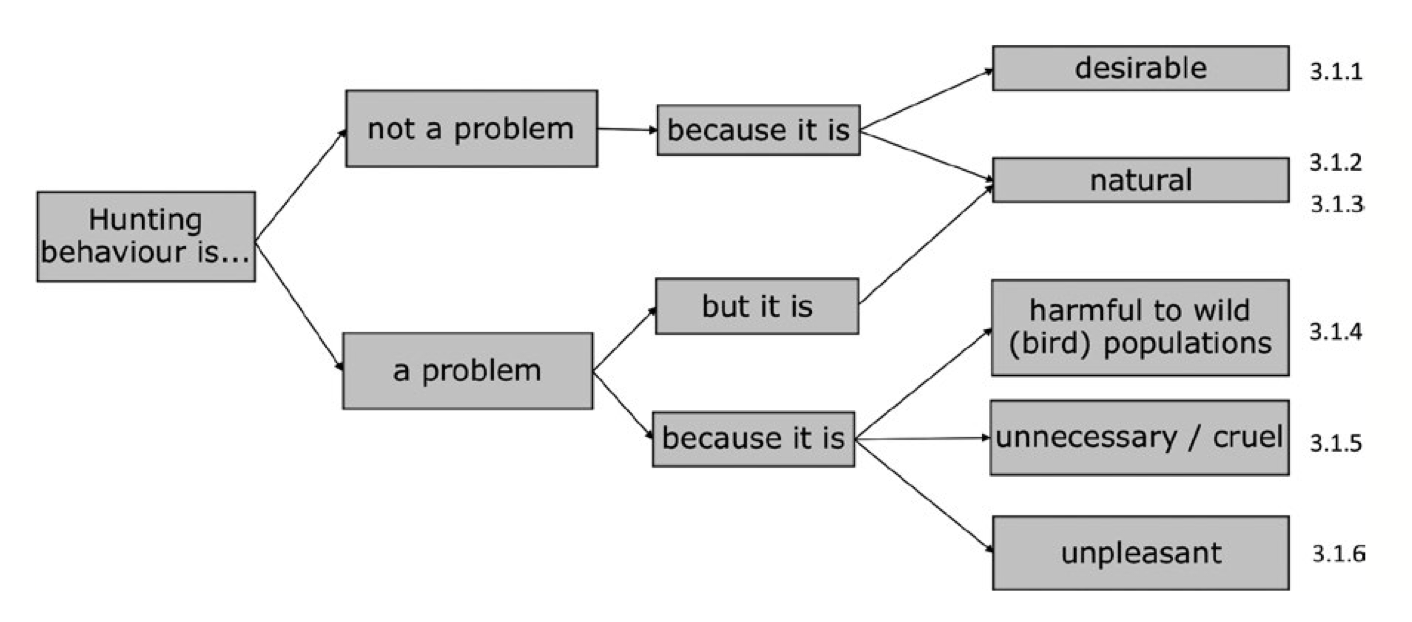 Hunting
behaviour is...
not a problem
a problem
because it is
but it is
because it is
desirable
3.1.1
natural
3.1.2
3.1.3
harmful to wild
(bird) populations
3.1.4
unnecessary / cruel
3.1.5
unpleasant
3.1.6